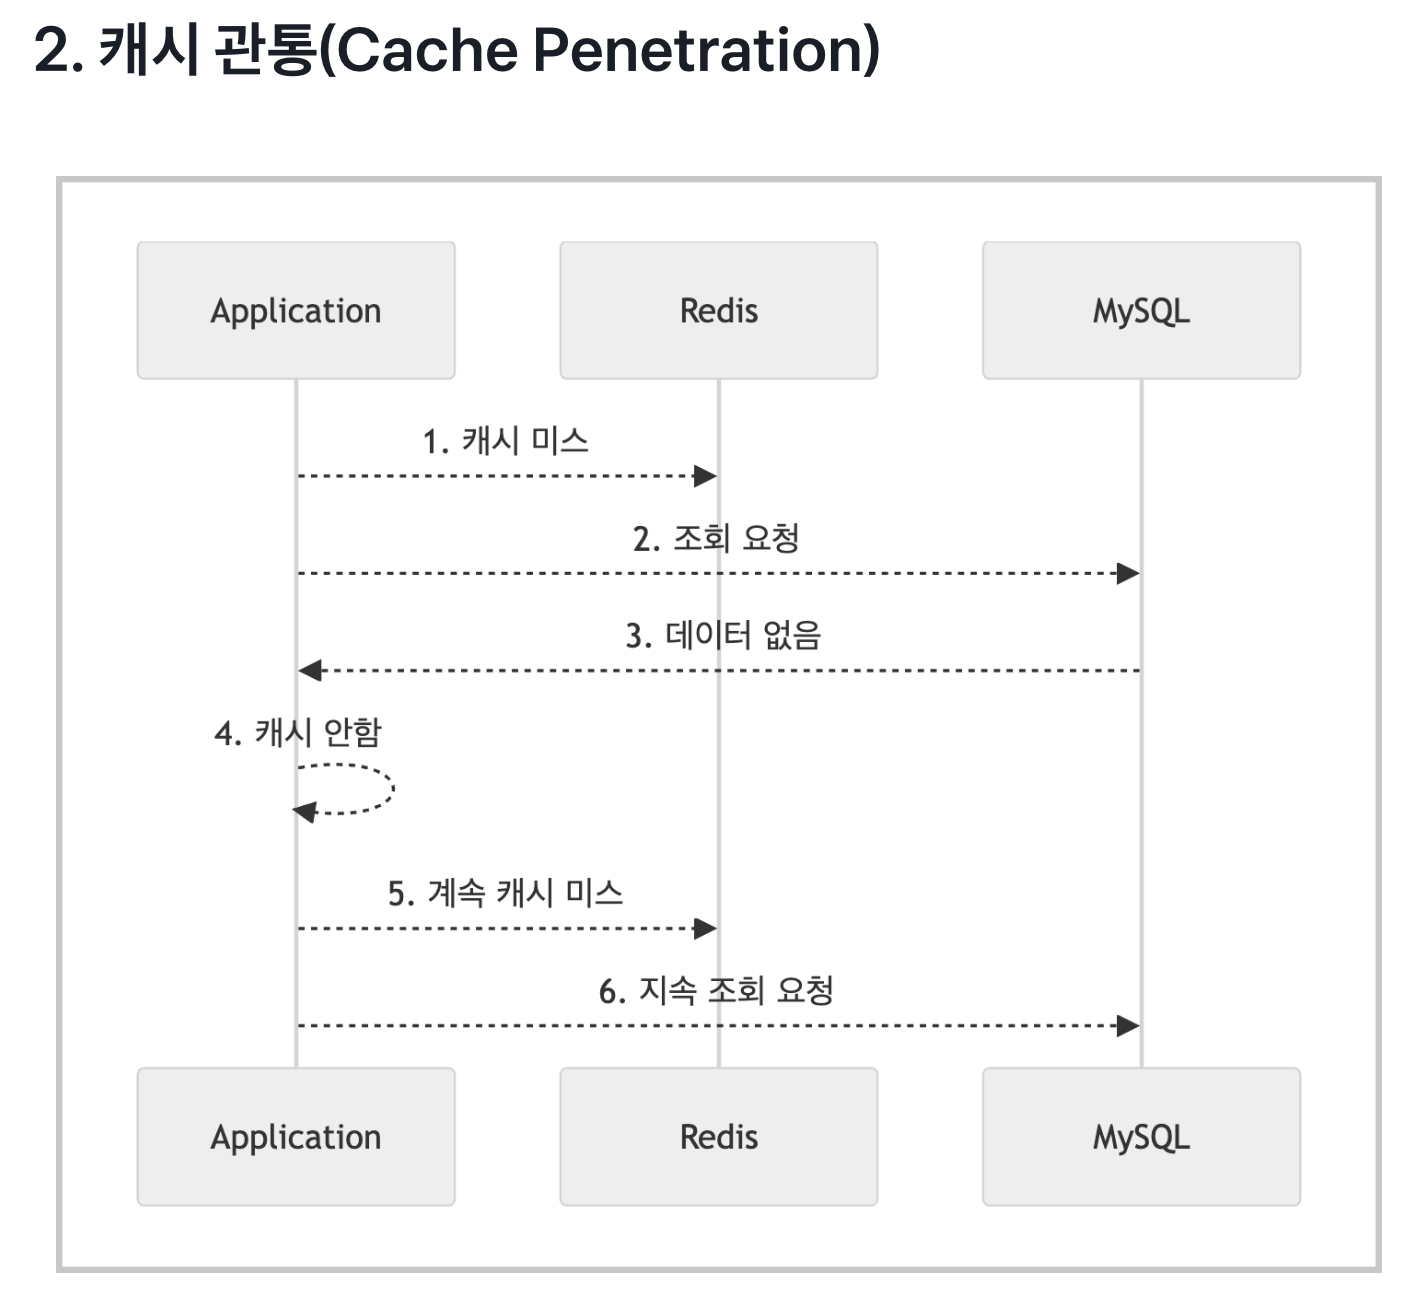 2. 캐시 관통(Cache Penetration)
Application
Redis
MySQL
1. 캐시 미스
2. 조회 요청
3. 데이터 없음
4. 캐시 안함
5. 계속 캐시 미스
6. 지속 조회 요청
Application
Redis
MySQL